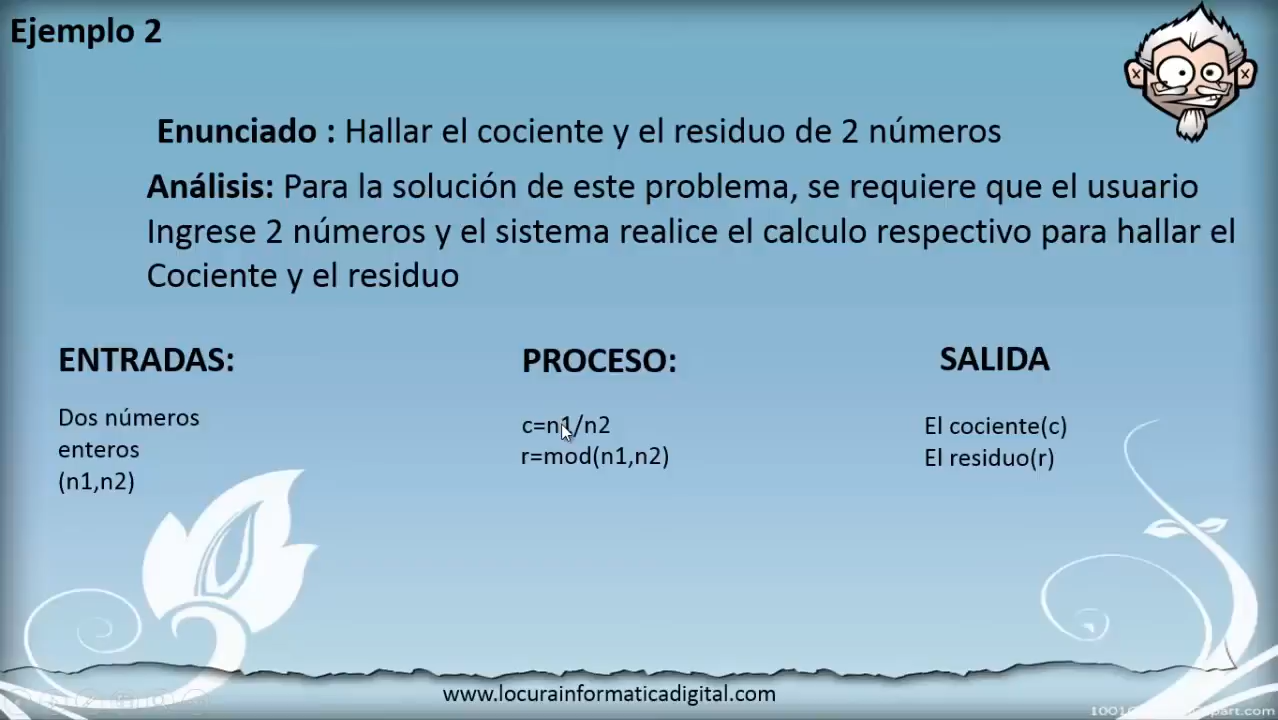 Ejemplo 2
Enunciado : Hallar el cociente y el residuo de 2 números
Análisis: Para la solución de este problema, se requiere que el usuario
Ingrese 2 números y el sistema realice el calculo respectivo para hallar el
Cociente y el residuo
ENTRADAS:
Dos números
enteros
(n1,n2)
PROCESO:
c=n1/n2
r=mod(n1,n2)
SALIDA
El cociente(c)
El residuo(r)
www.locurainformaticadigital.com